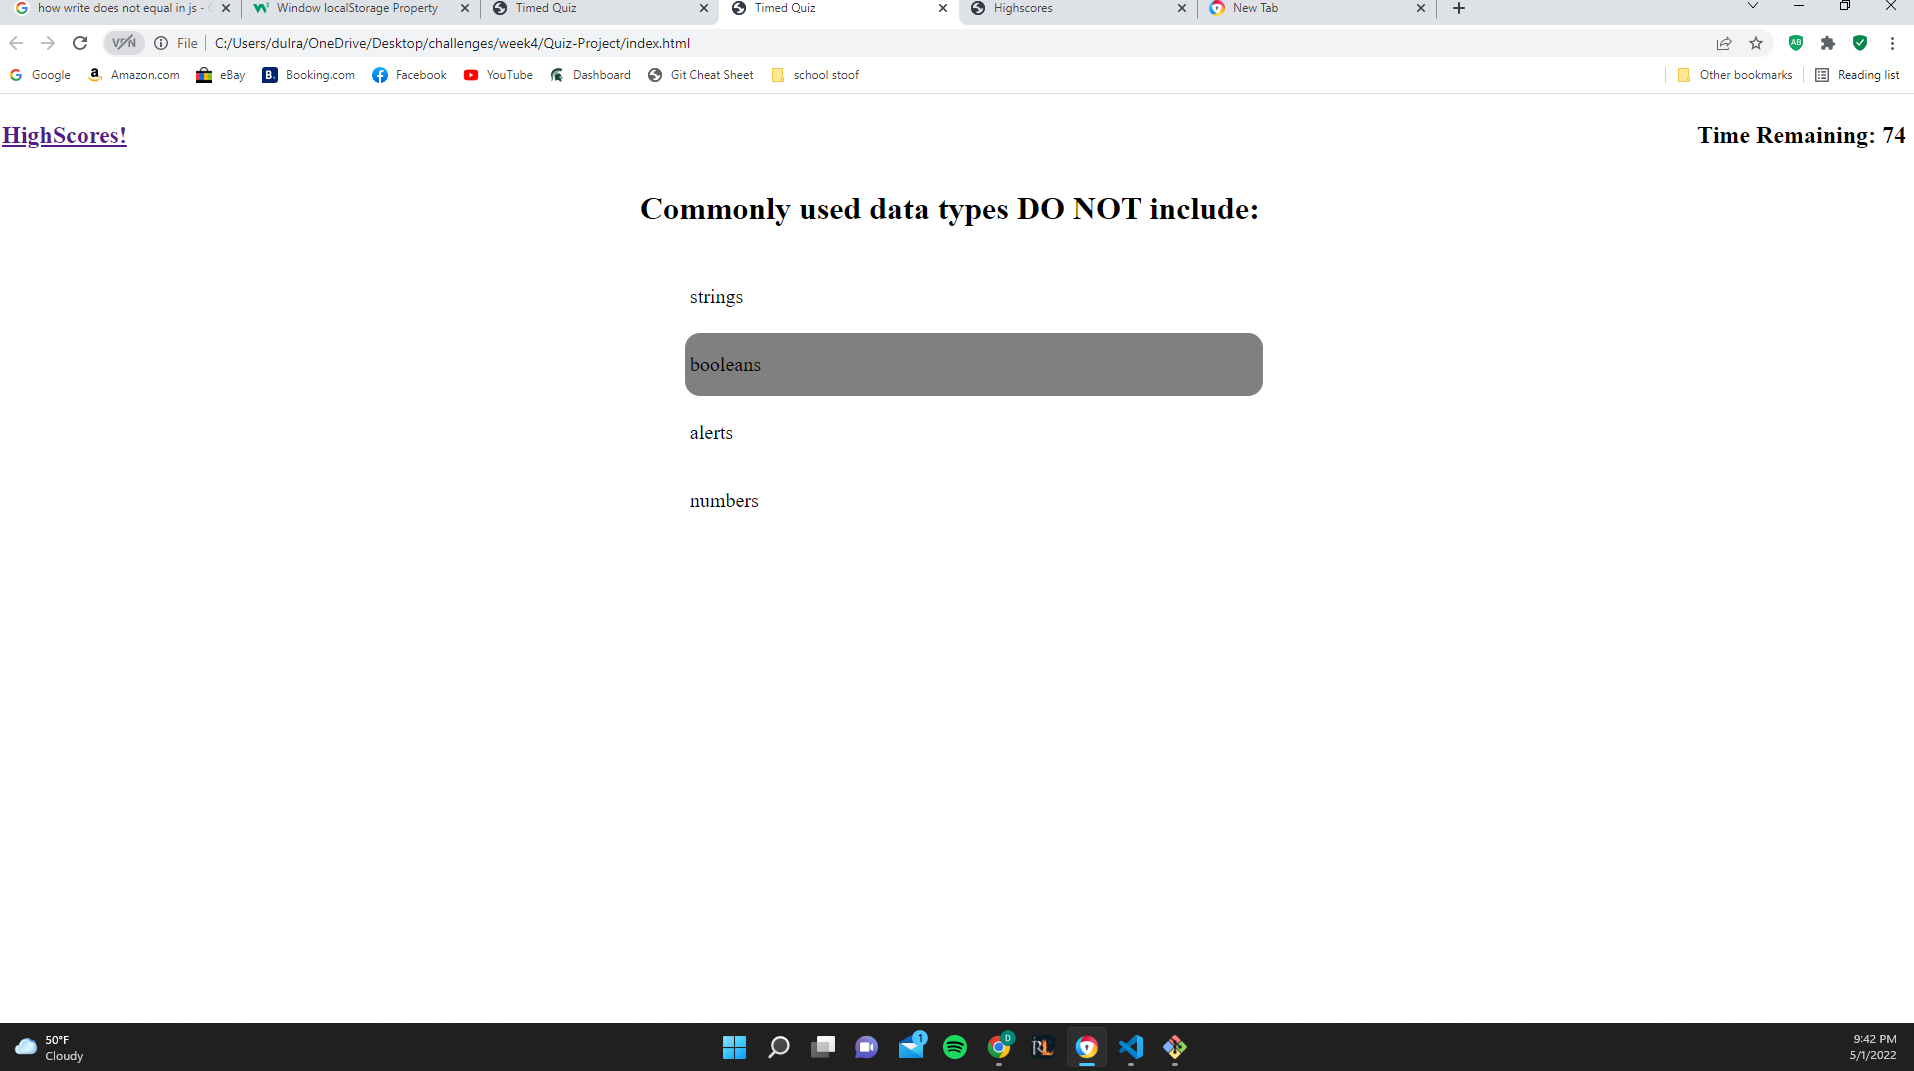 how write does not equal in js -
Window localStorage Property
Timed Quiz
Timed Quiz
Highscores
New Tab
VPN
File
C:/Users/dulra/OneDrive/Desktop/challenges/week4/Quiz-Project/index.html
AB
Google
Amazon.com
eBay
Booking.com
Facebook
YouTube
Dashboard
Git Cheat Sheet
school stoof
Other bookmarks
Reading list
HighScores!
Time Remaining: 74
Commonly used data types DO NOT include:
strings
booleans
alerts
numbers
50°F
Cloudy
1
D
RL
9:42 PM
5/1/2022